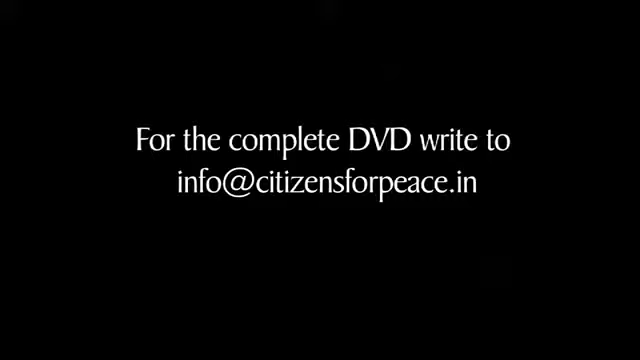 For the complete DVD write to
info@citizensforpeace.in